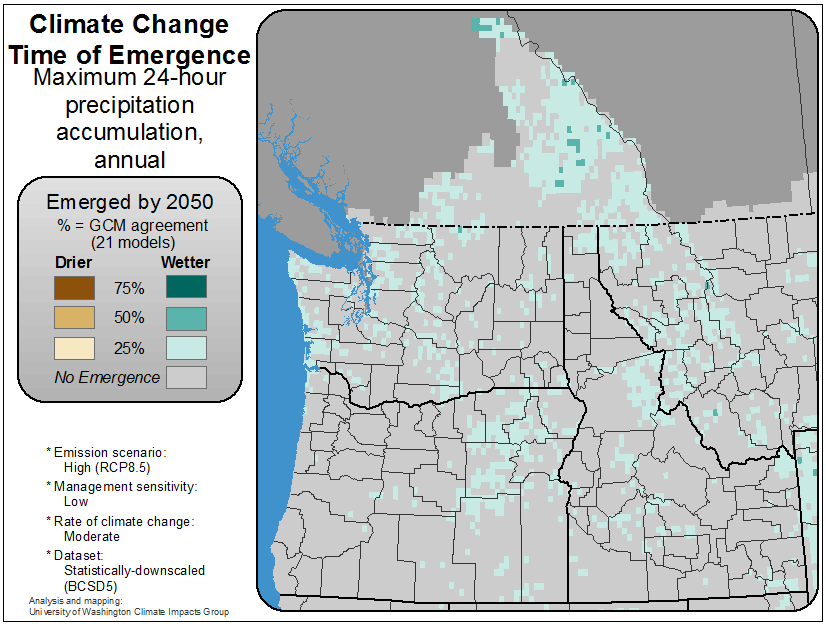 Climate Change
Time of Emergence
Maximum 24-hour
precipitation
accumulation,
annual
Emerged by 2050
% = GCM agreement
(21 models)
Drier Wetter
75%
50%
25%
No Emergence
* Emission scenario:
High (RCP8.5)
* Management sensitivity:
Low
* Rate of climate change:
Moderate
* Dataset:
Statistically-downscaled
(BCSD5)
Analysis and mapping:
University of Washington Climate Impacts Group